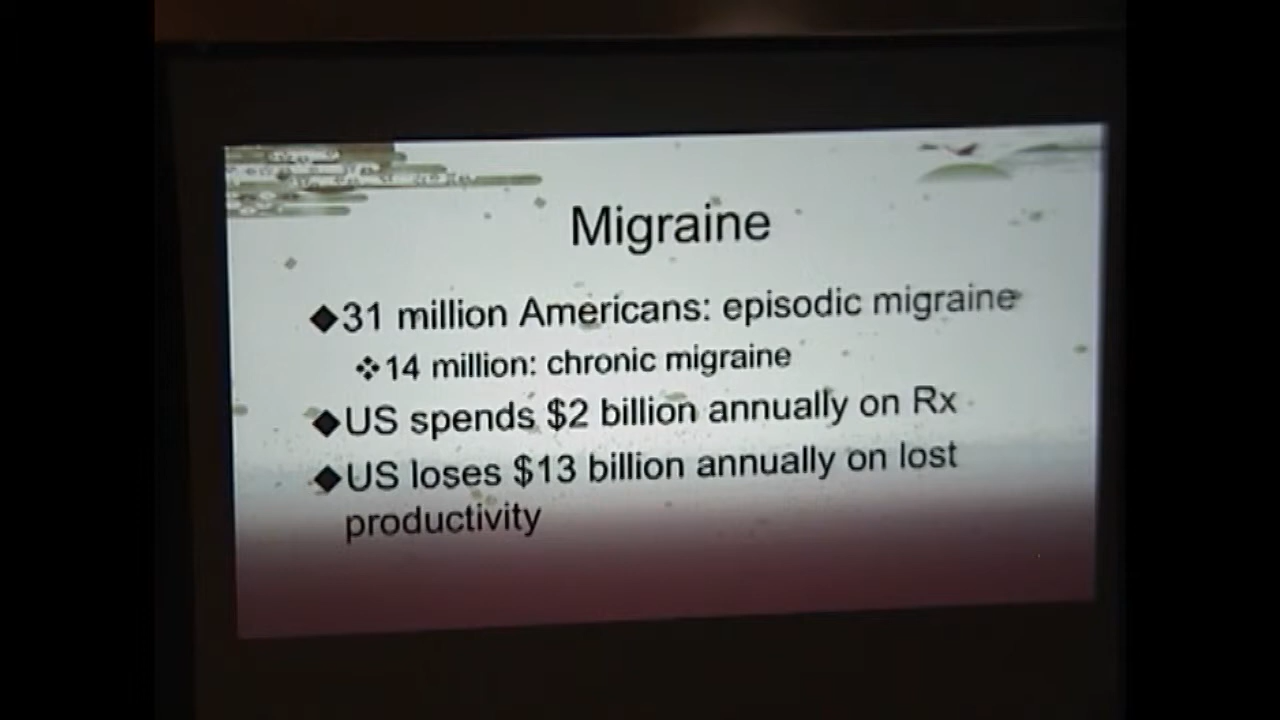 Migraine
◆31 million Americans: episodic migraine
❖14 million: chronic migraine
◆US spends $2 billion annually on Rx
◆US loses $13 billion annually on lost
productivity